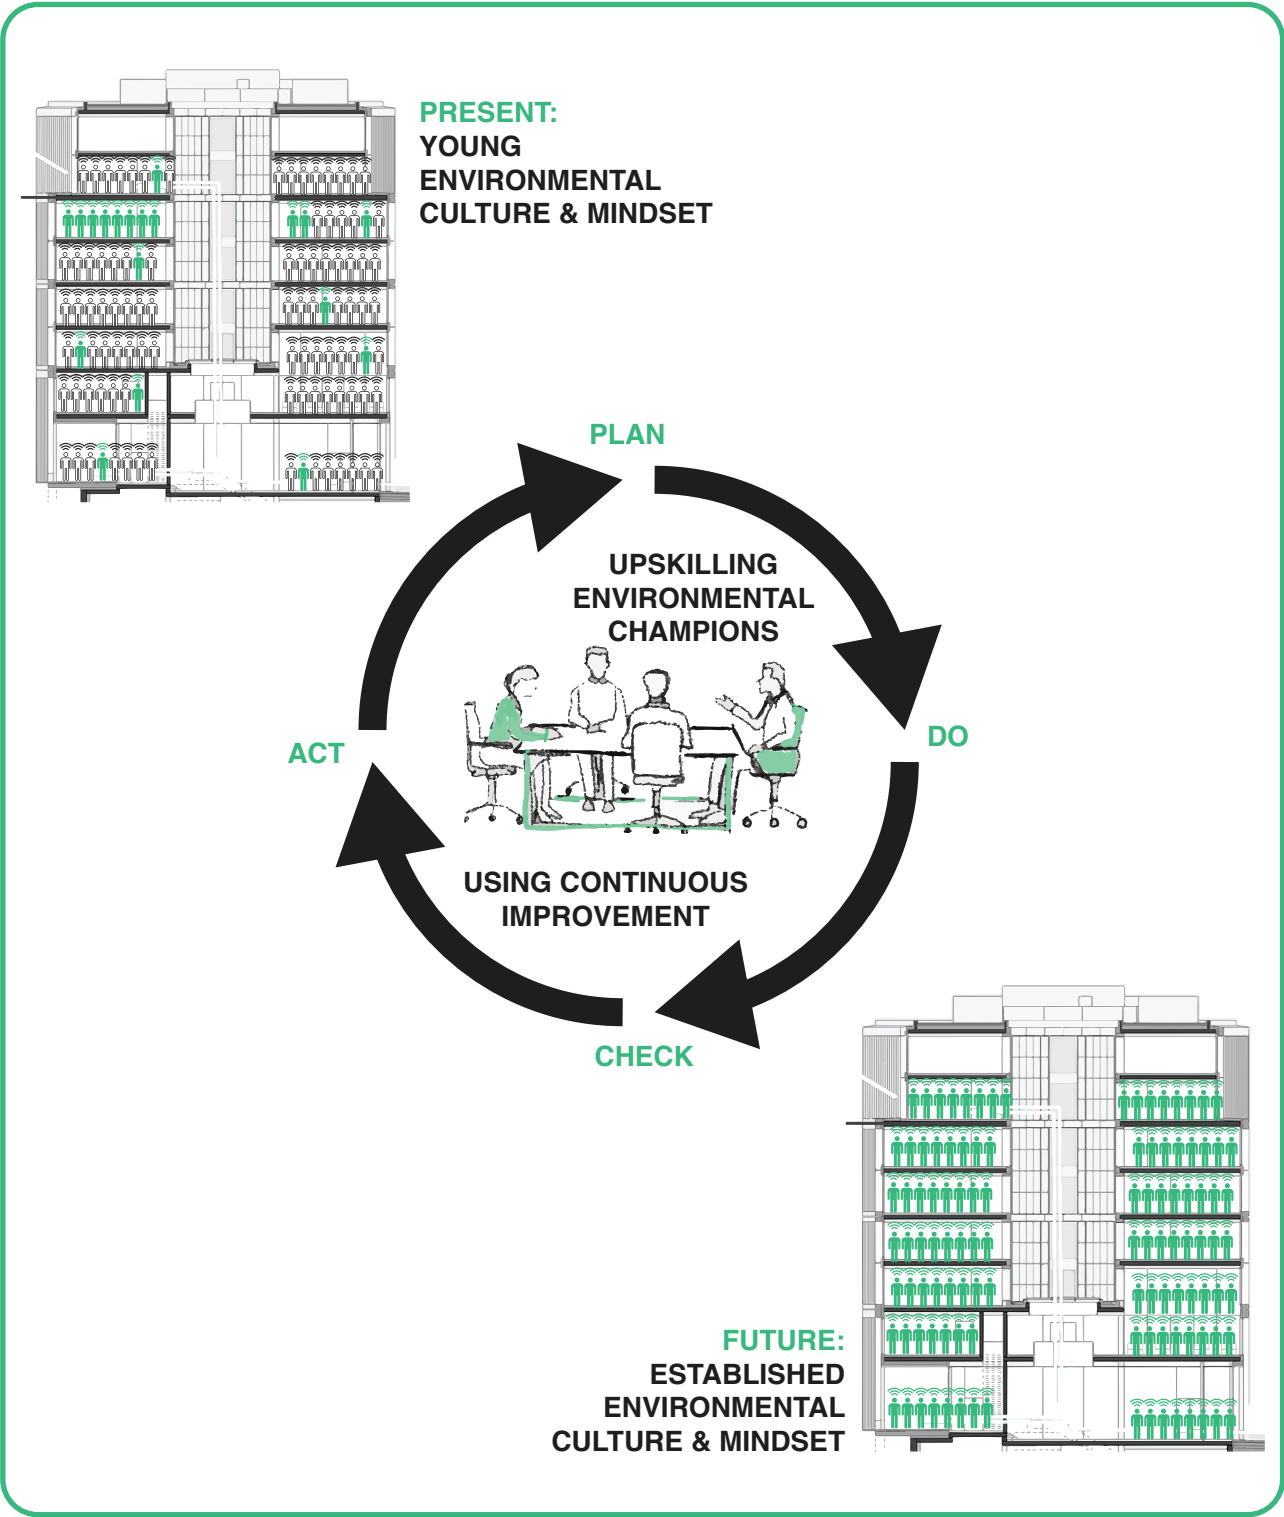 PRESENT:
YOUNG
ENVIRONMENTAL
CULTURE & MINDSET
PLAN
UPSKILLING
ENVIRONMENTAL
CHAMPIONS
DO
ACT
USING CONTINUOUS
IMPROVEMENT
CHECK
FUTURE:
ESTABLISHED
ENVIRONMENTAL
CULTURE & MINDSET